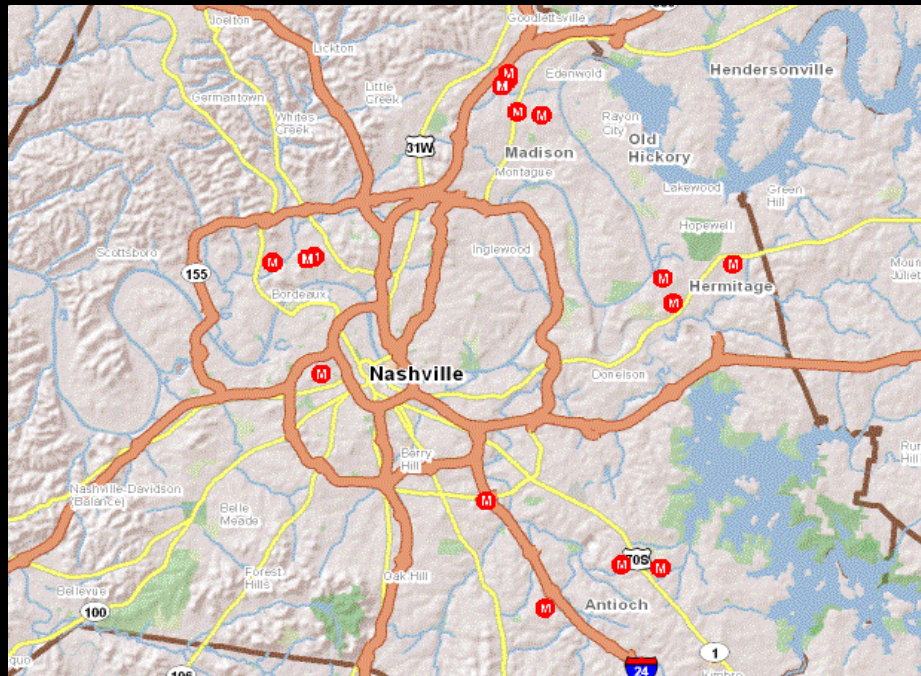 Joelton
Goodlettsville
Lickton
Edenwold
Hendersonville
Little
Creek
Germantown
Whites
Creek
Rayon
City
31W
Old
Hickory
Madison
Montague
Lakewood
Green
Hill
Hopewell
Scottsboro
Inglewood
155
Hermitage
Bordeaux
Nashville
Donelson
Berry
Hill
Nashville-Davidson
(Balance)
Belle
Meade
Forest
Hills
Oak Hill
70S
Bellevue
100
Antioch
1
24
M
M
M
M
M
M1
M
M
M
M
M
M
M
M